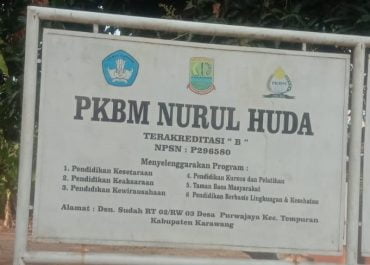 PKBM NURUL HUDA
TERAKREDITASI " B "
NPSN : P296580
Menyelenggarakan Program :
1. Pendidikan Kesetaraan
2. Pendidikan Keaksaraan
3. Pendidikan Kewirausahaan
4. Pendidikan Kursus dan Pelatihan
5. Taman Baca Masyarakat
6 Pendidikan Berbasis Lingkungan & Kesehatan
Alamat : Dsn. Sudah RT 02/RW 03 Desa Purwajaya Kec. Tempuran
Kabupaten Karawang